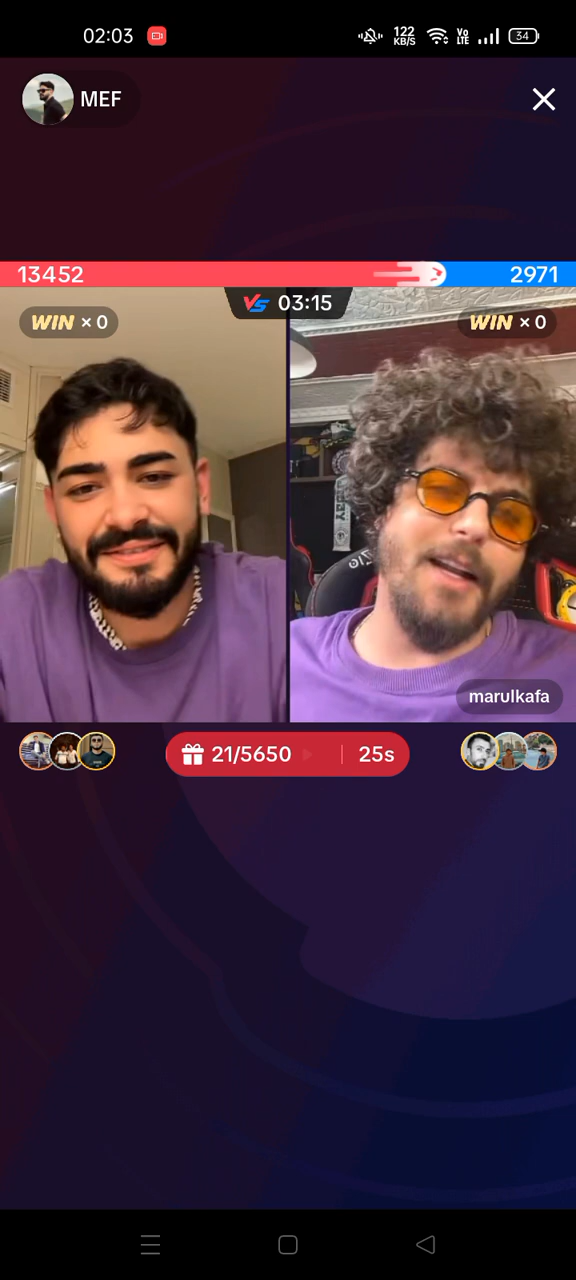 02:03
122
KB/S
Vo
LTE
34
MEF
13452
2971
VS 03:15
WIN × 0
WIN × 0
marulkafa
21/5650
25s